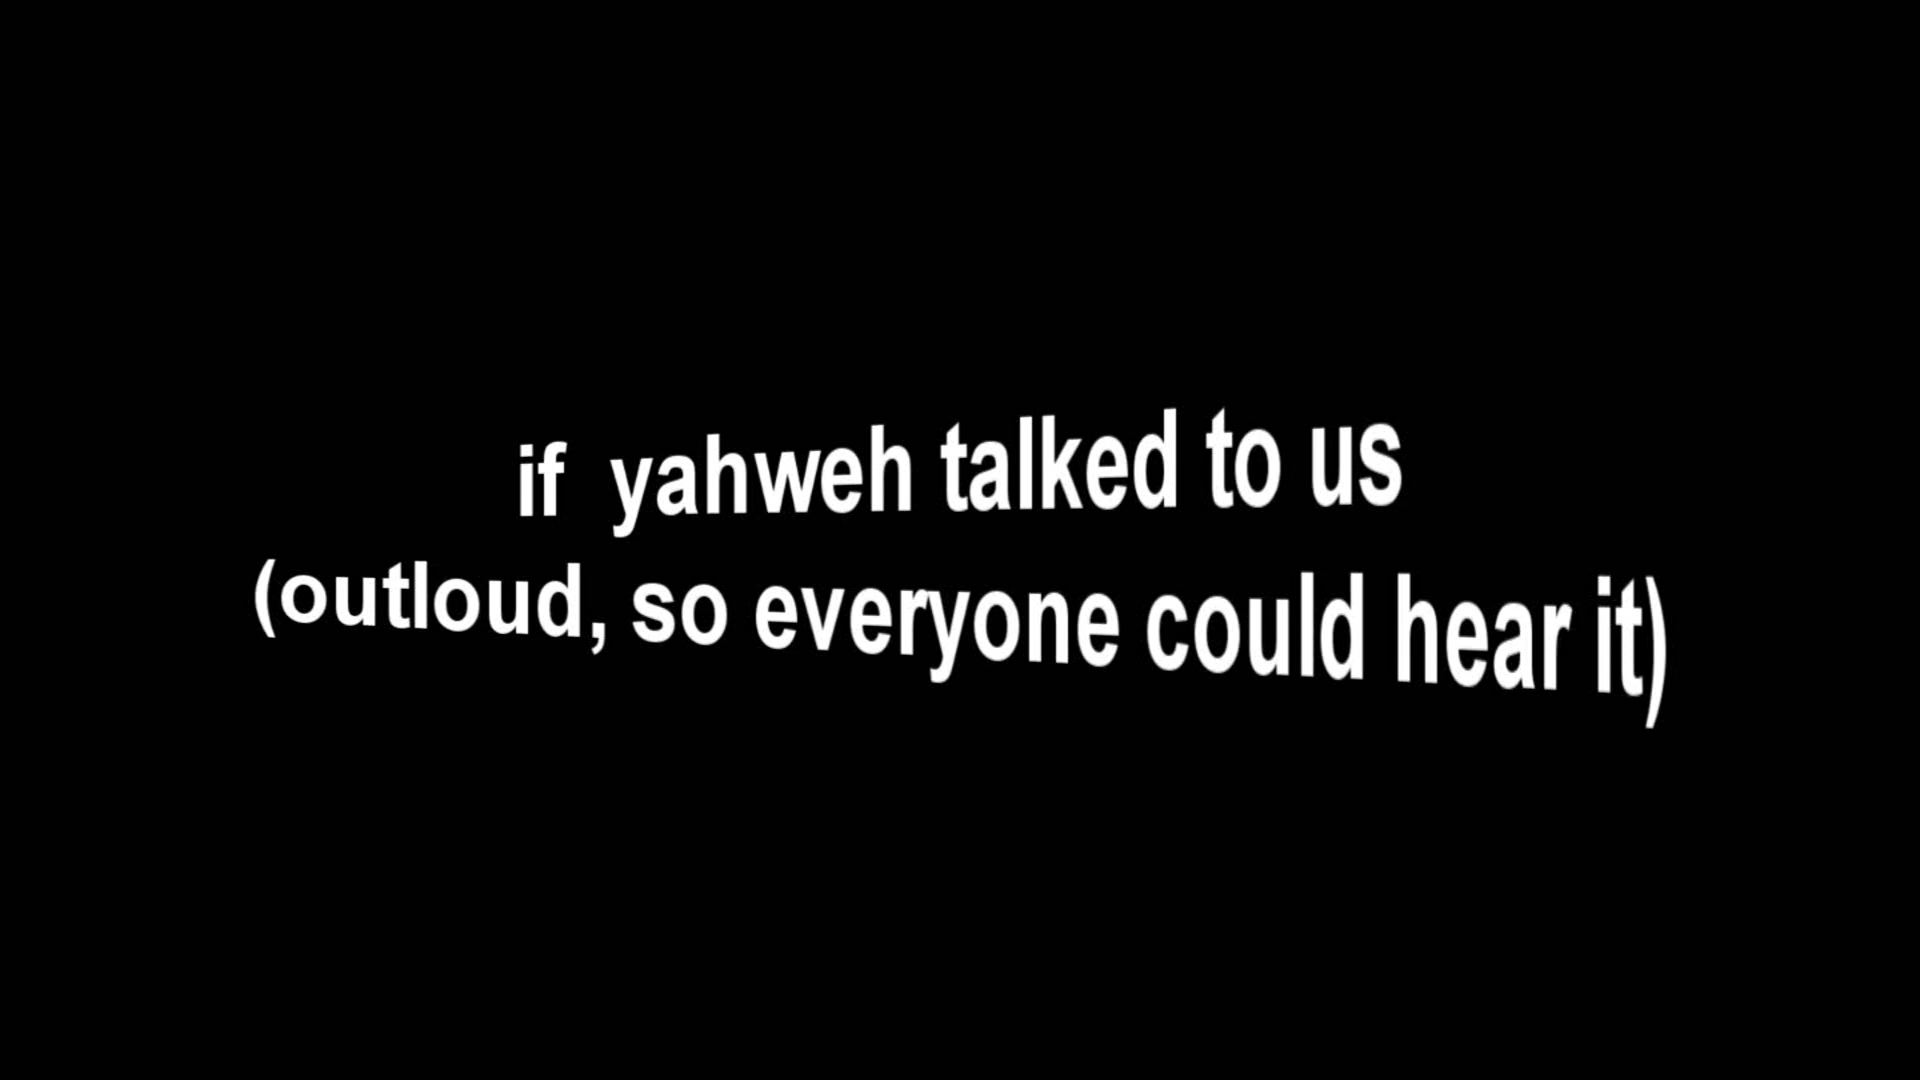 if yahweh talked to us
(outloud, so everyone could hear it)